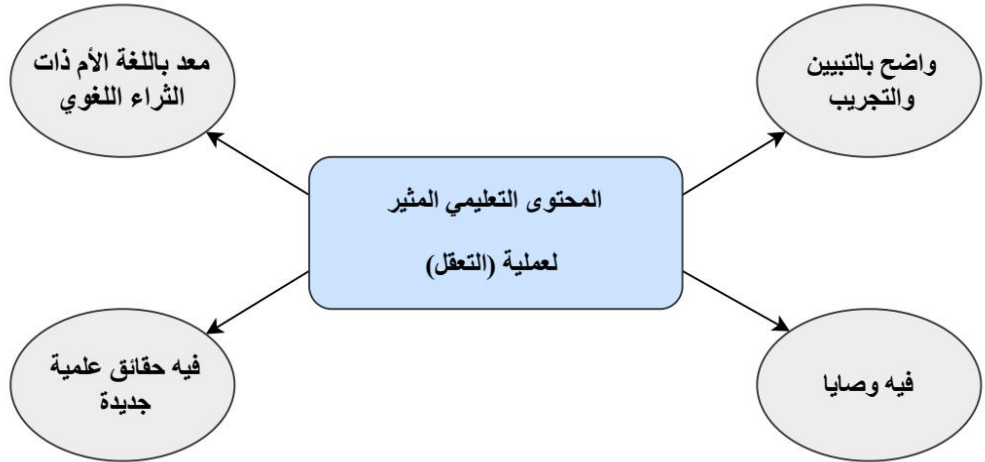 واضح بالتبيين
والتجريب
معد باللغة الأم ذات
الثراء اللغوي
المحتوى التعليمي المثير
لعملية (التعقل)
فيه وصايا
فيه حقائق علمية
جديدة